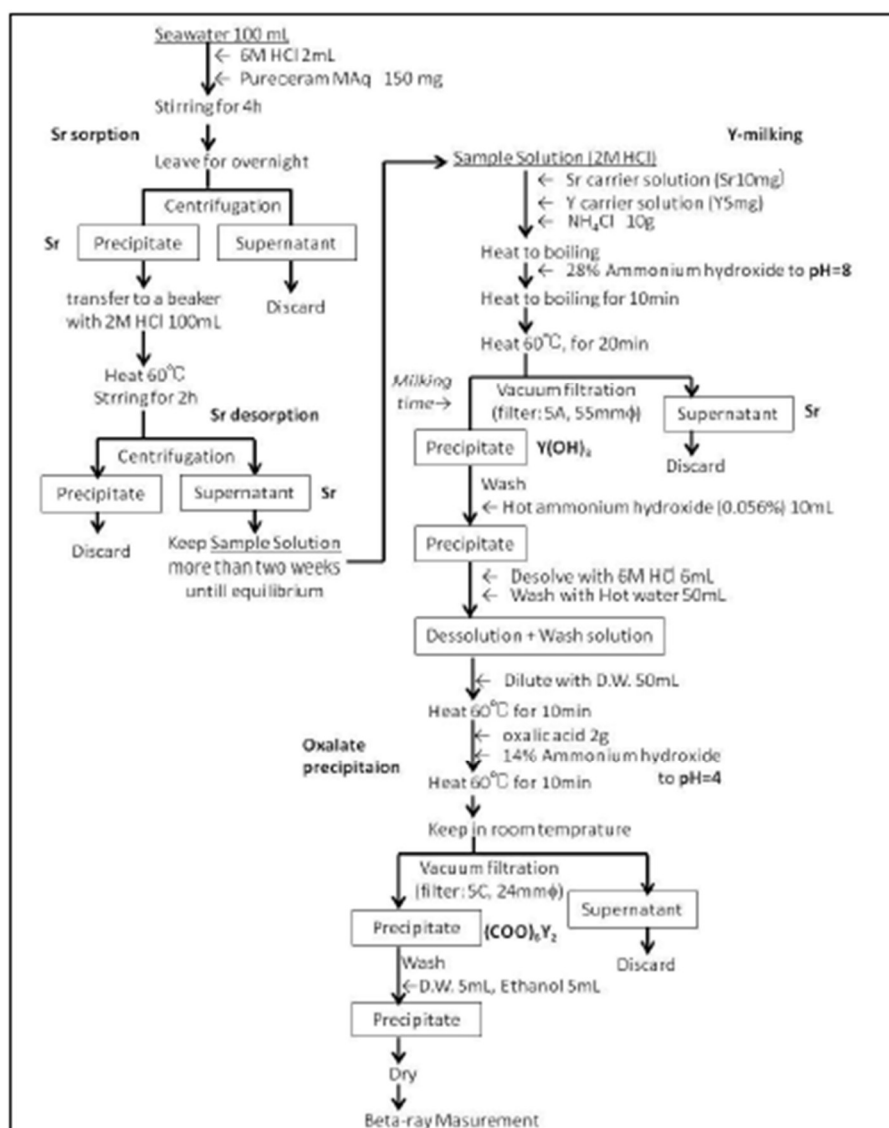 Seawater 100 mL
← 6M HCl 2mL
← Pureceram MAq 150 mg
Stirring for 4h
Sr sorption
Leave for overnight
Centrifugation
Sr
Precipitate
Supernatant
transfer to a beaker
with 2M HCl 100mL
Discard
Heat 60℃
Strring for 2h
Sr desorption
Centrifugation
Precipitate
Supernatant
Sr
Discard
Keep Sample Solution
more than two weeks
untill equilibrium
Y-milking
Sample Solution (2M HCl)
← Sr carrier solution (Sr10mg)
← Y carrier solution (Y5mg)
← NH₄Cl 10g
Heat to boiling
← 28% Ammonium hydroxide to pH=8
Heat to boiling for 10min
Heat 60℃, for 20min
Milking
time→
Vacuum filtration
(filter: 5A, 55mmϕ)
Supernatant
Sr
Precipitate
Y(OH)₃
Discard
Wash
← Hot ammonium hydroxide (0.056%) 10mL
Precipitate
← Desolve with 6M HCl 6mL
← Wash with Hot water 50mL
Dessolution + Wash solution
← Dilute with D.W. 50mL
Heat 60℃ for 10min
← oxalic acid 2g
Oxalate
precipitaion
← 14% Ammonium hydroxide
to pH=4
Heat 60℃ for 10min
Keep in room temprature
Vacuum filtration
(filter: 5C, 24mmϕ)
Supernatant
Precipitate
(COO)₆Y₂
Discard
Wash
←D.W. 5mL, Ethanol 5mL
Precipitate
Dry
Beta-ray Masurement